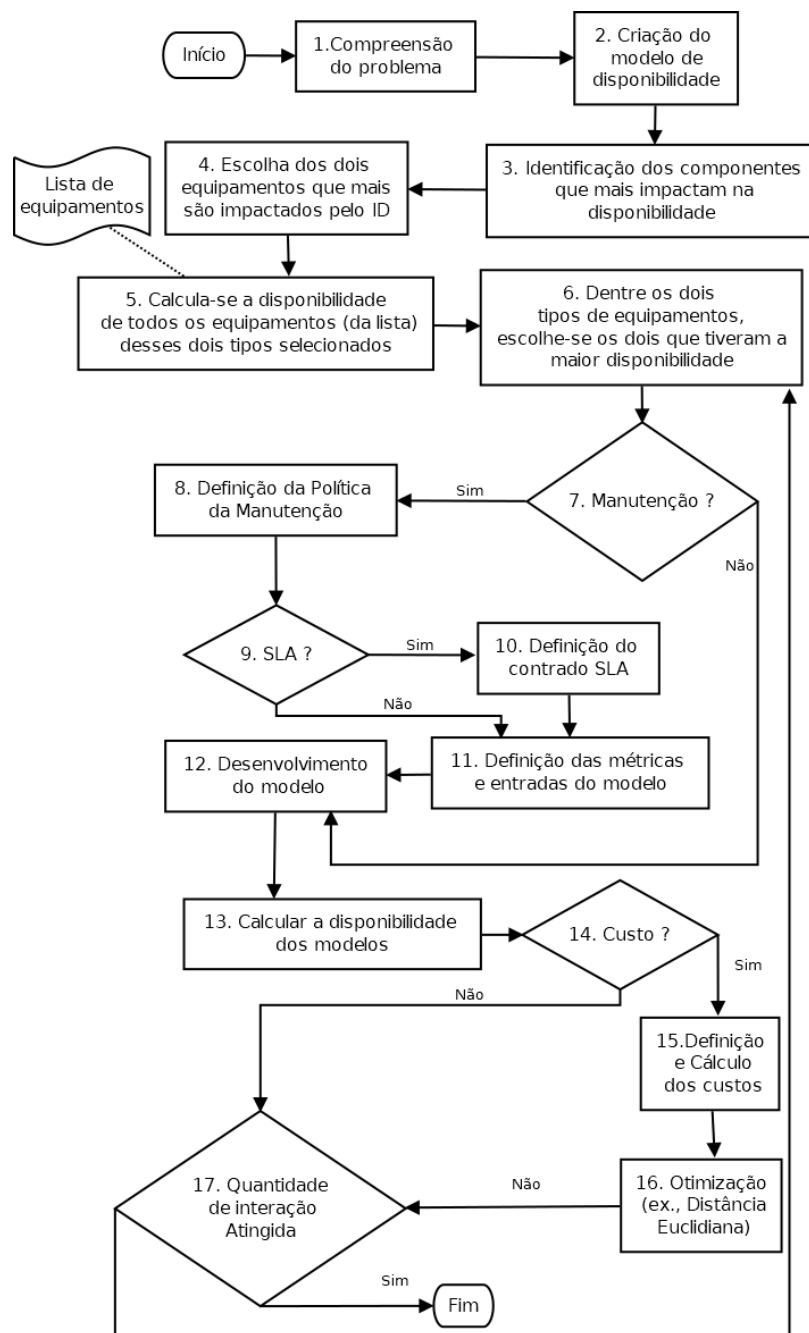 Início
1.Compreensão
do problema
2. Criação do
modelo de
disponibilidade
3. Identificação dos componentes
que mais impactam na
disponibilidade
4. Escolha dos dois
equipamentos que mais
são impactados pelo ID
Lista de
equipamentos
5. Calcula-se a disponibilidade
de todos os equipamentos (da lista)
desses dois tipos selecionados
6. Dentre os dois
tipos de equipamentos,
escolhe-se os dois que tiveram a
maior disponibilidade
7. Manutenção ?
Sim
Não
8. Definição da Política
da Manutenção
9. SLA ?
Sim
Não
10. Definição do
contrado SLA
11. Definição das métricas
e entradas do modelo
12. Desenvolvimento
do modelo
13. Calcular a disponibilidade
dos modelos
14. Custo ?
Sim
Não
15.Definição
e Cálculo
dos custos
16. Otimização
(ex., Distância
Euclidiana)
Não
17. Quantidade
de interação
Atingida
Sim
Fim